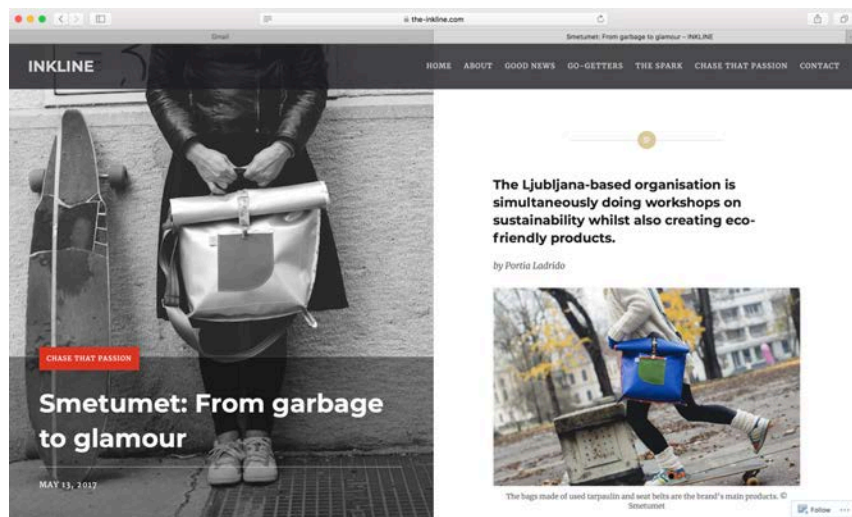 the-inkline.com
Gmail
Smetumet: From garbage to glamour – INKLINE
INKLINE
HOME ABOUT GOOD NEWS GO-GETTERS THE SPARK CHASE THAT PASSION CONTACT
CHASE THAT PASSION
Smetumet: From garbage
to glamour
MAY 13, 2017
The Ljubljana-based organisation is
simultaneously doing workshops on
sustainability whilst also creating eco-
friendly products.
by Portia Ladrido
The bags made of used tarpaulin and seat belts are the brand's main products. ©
Smetumet
Follow